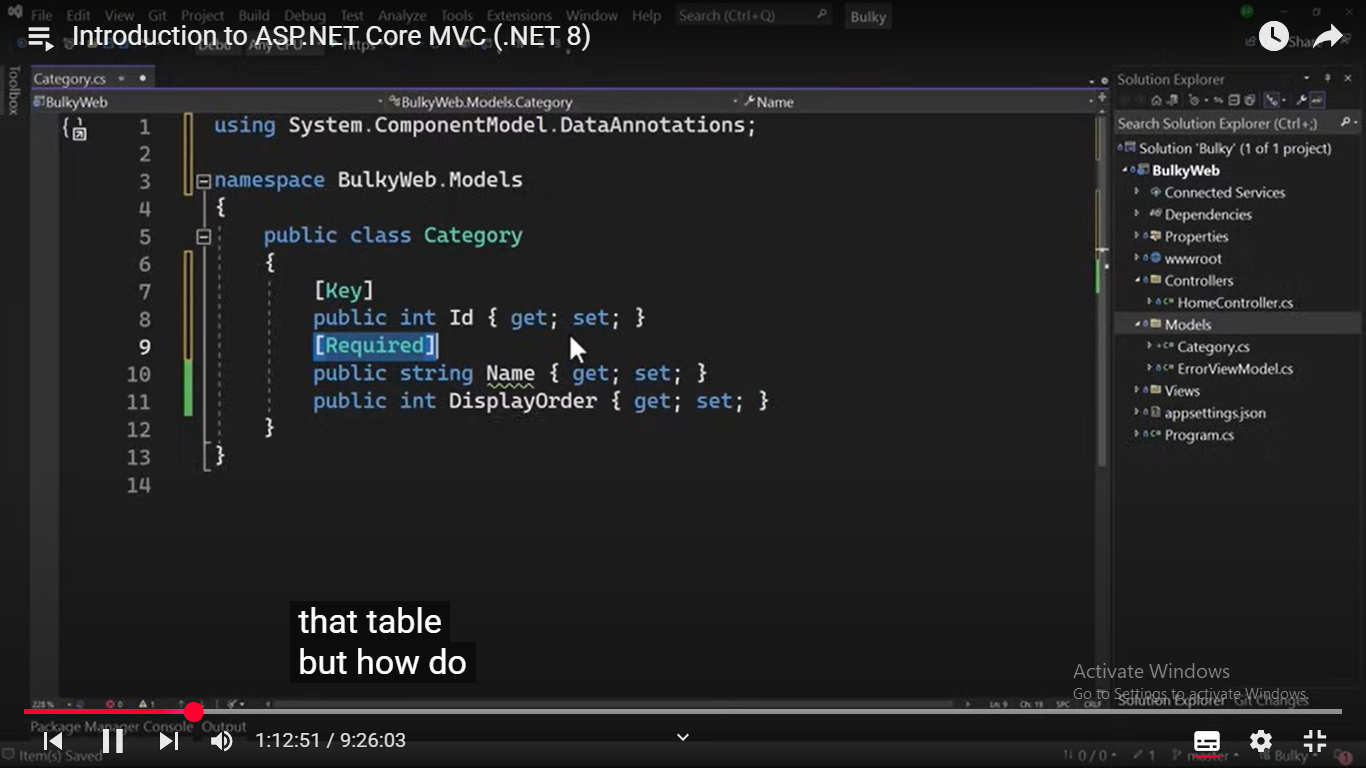 File Edit View Git Project Build Debug Test Analyze Tools Extensions Window Help Search (Ctrl+Q) Bulky
Introduction to ASP.NET Core MVC (.NET 8)
Share
Toolbox
Category.cs
Solution Explorer
BulkyWeb BulkyWeb.Models.Category Name
Search Solution Explorer (Ctrl+;)
1 using System.ComponentModel.DataAnnotations;
2
3 namespace BulkyWeb.Models
4 {
5 public class Category
6 {
7 [Key]
8 public int Id { get; set; }
9 [Required]
10 public string Name { get; set; }
11 public int DisplayOrder { get; set; }
12 }
13 }
14
Solution 'Bulky' (1 of 1 project)
BulkyWeb
Connected Services
Dependencies
Properties
wwwroot
Controllers
HomeController.cs
Models
Category.cs
ErrorViewModel.cs
Views
appsettings.json
Program.cs
that table
but how do
Activate Windows
Go to Settings to activate Windows.
Solution Explorer Git Changes
Package Manager Console Output
1:12:51 / 9:26:03
Item(s) Saved
0 / 0 1 master Bulky